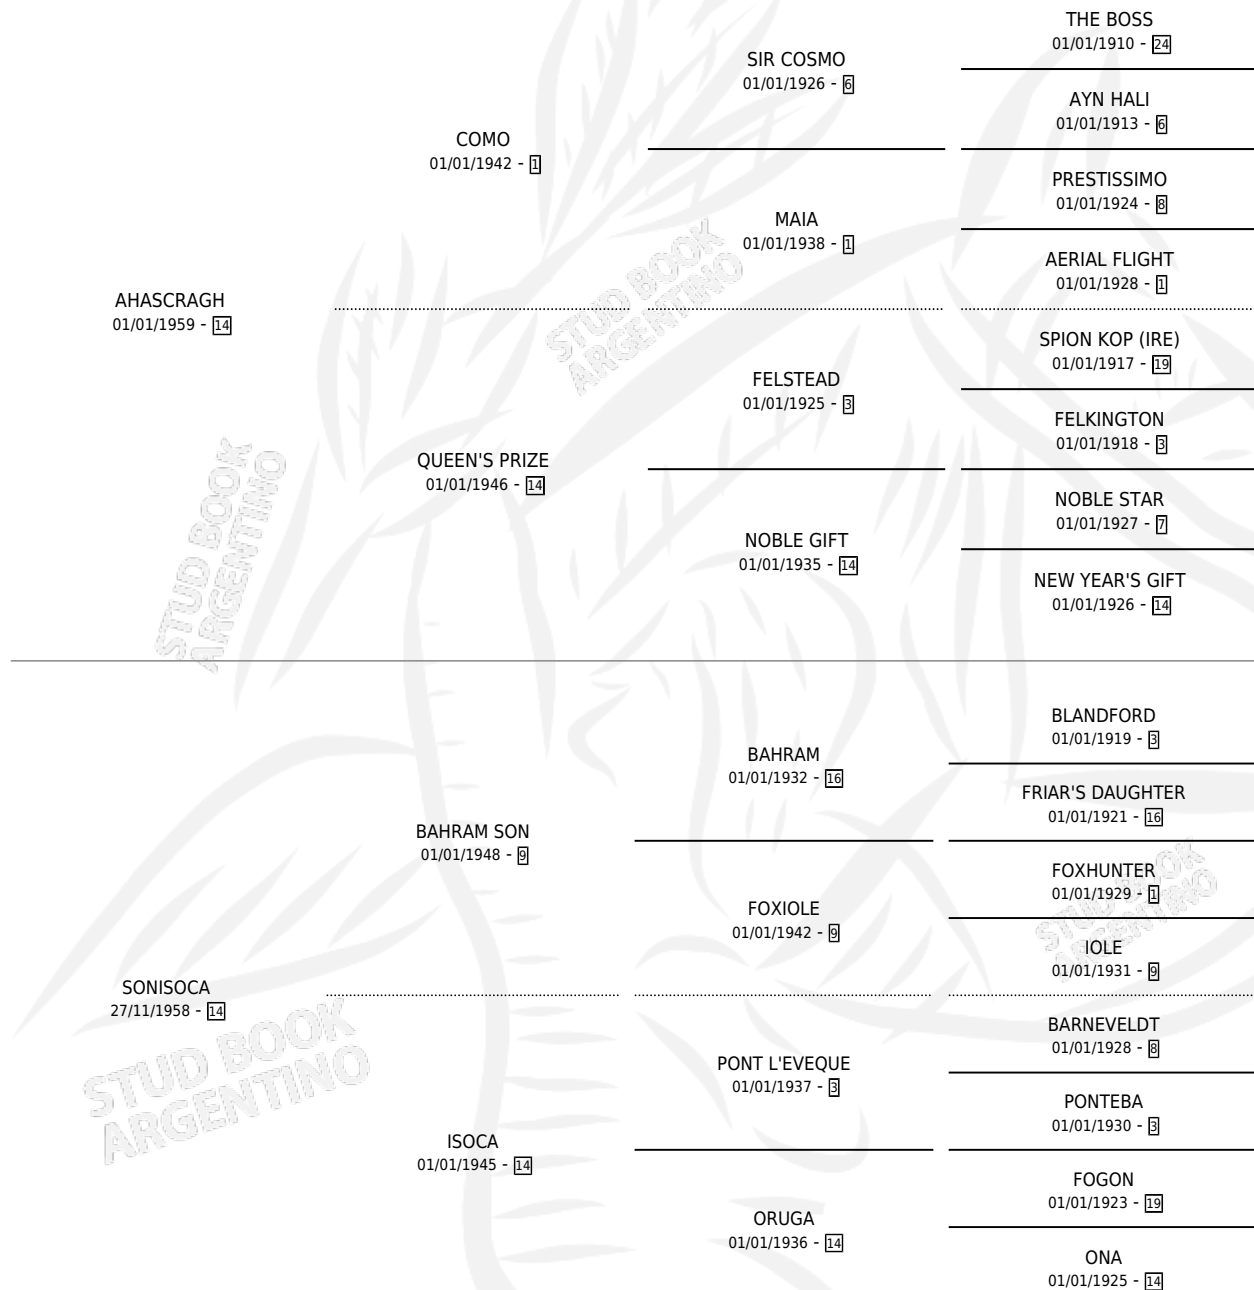 THE BOSS
01/01/1910 - 24
SIR COSMO
01/01/1926 - 6
AYN HALI
01/01/1913 - 6
COMO
01/01/1942 - 1
PRESTISSIMO
01/01/1924 - 8
MAIA
01/01/1938 - 1
AERIAL FLIGHT
01/01/1928 - 1
AHASCRAGH
01/01/1959 - 14
SPION KOP (IRE)
01/01/1917 - 19
FELSTEAD
01/01/1925 - 3
FELKINGTON
01/01/1918 - 3
QUEEN'S PRIZE
01/01/1946 - 14
NOBLE STAR
01/01/1927 - 7
NOBLE GIFT
01/01/1935 - 14
NEW YEAR'S GIFT
01/01/1926 - 14
BLANDFORD
01/01/1919 - 3
BAHRAM
01/01/1932 - 16
FRIAR'S DAUGHTER
01/01/1921 - 16
BAHRAM SON
01/01/1948 - 9
FOXHUNTER
01/01/1929 - 1
FOXIOLE
01/01/1942 - 9
IOLE
01/01/1931 - 9
SONISOCA
27/11/1958 - 14
BARNEVELDT
01/01/1928 - 8
PONT L'EVEQUE
01/01/1937 - 3
PONTEBA
01/01/1930 - 3
ISOCA
01/01/1945 - 14
FOGON
01/01/1923 - 19
ORUGA
01/01/1936 - 14
ONA
01/01/1925 - 14
STUD BOOK
ARGENTINO
STUD BOOK
ARGENTINO
STUD BOOK
ARGENTINO
STUD BOOK
ARGENTINO